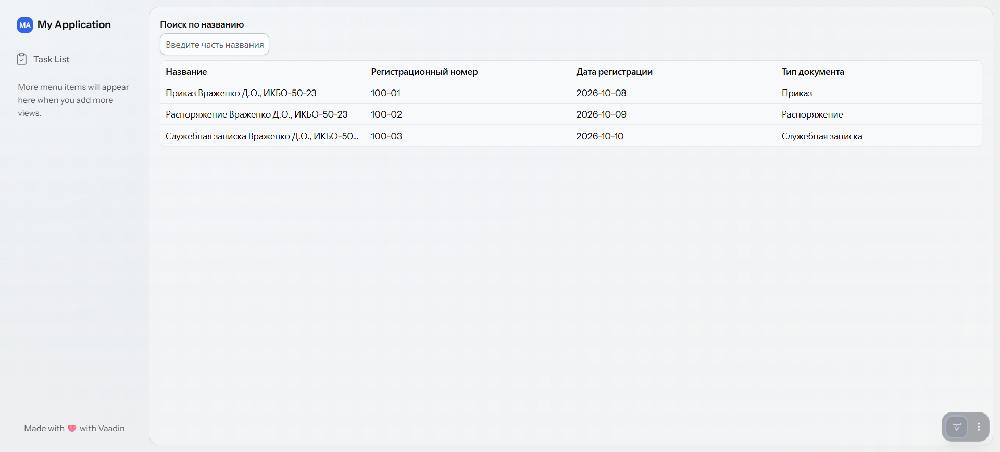 MA My Application
Task List
More menu items will appear
here when you add more
views.
Made with with Vaadin
Поиск по названию
Введите часть названия
Название Регистрационный номер Дата регистрации Тип документа
Приказ Враженко Д.О., ИКБО-50-23 100-01 2026-10-08 Приказ
Распоряжение Враженко Д.О., ИКБО-50-23 100-02 2026-10-09 Распоряжение
Служебная записка Враженко Д.О., ИКБО-50... 100-03 2026-10-10 Служебная записка